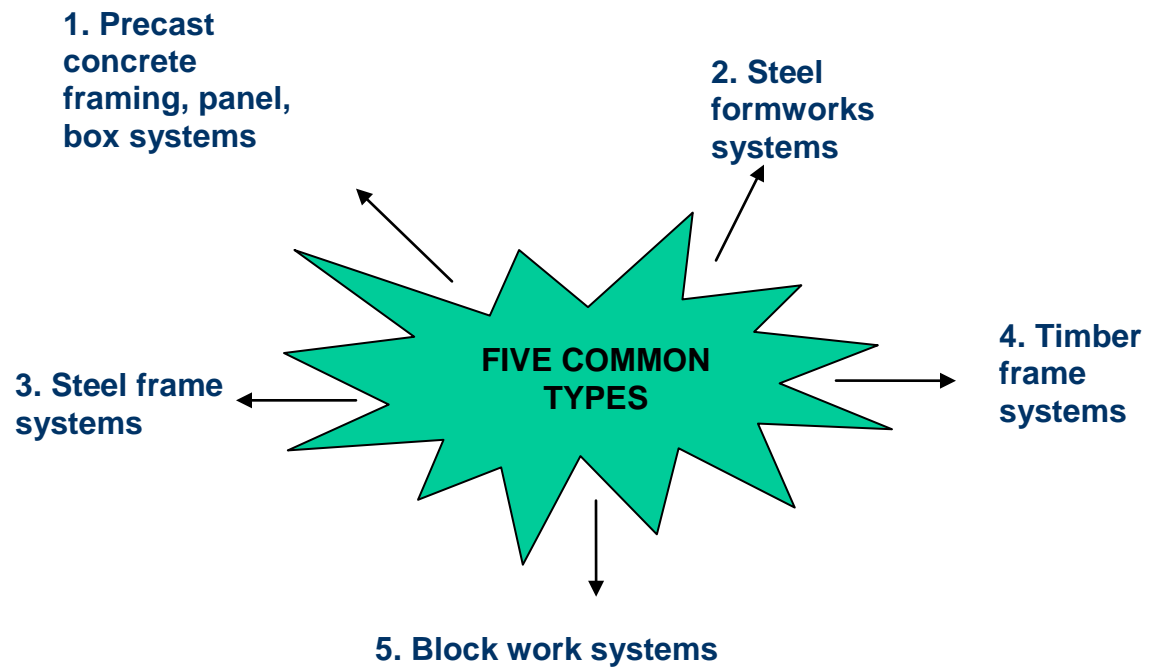 1. Precast
concrete
framing, panel,
box systems
2. Steel
formworks
systems
FIVE COMMON
TYPES
3. Steel frame
systems
4. Timber
frame
systems
5. Block work systems